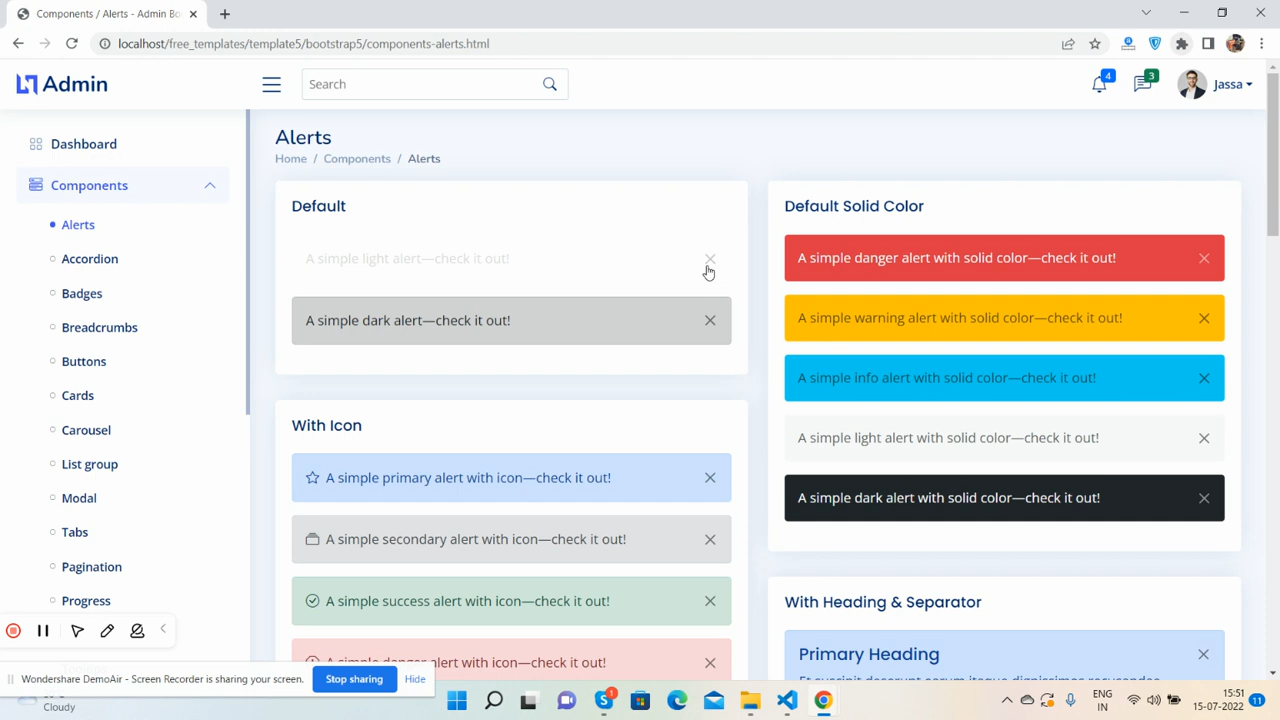 Components / Alerts - Admin Bo
localhost/free_templates/template5/bootstrap5/components-alerts.html
Admin
Search
4
3
Jassa
Dashboard
Components
Alerts
Accordion
Badges
Breadcrumbs
Buttons
Cards
Carousel
List group
Modal
Tabs
Pagination
Progress
Alerts
Home / Components / Alerts
Default
A simple light alert—check it out!
A simple dark alert—check it out!
With Icon
A simple primary alert with icon—check it out!
A simple secondary alert with icon—check it out!
A simple success alert with icon—check it out!
A simple danger alert with icon—check it out!
Default Solid Color
A simple danger alert with solid color—check it out!
A simple warning alert with solid color—check it out!
A simple info alert with solid color—check it out!
A simple light alert with solid color—check it out!
A simple dark alert with solid color—check it out!
With Heading & Separator
Primary Heading
Wondershare DemoAir - Screen Recorder is sharing your screen.
Stop sharing
Hide
Cloudy
1
ENG
IN
15:51
15-07-2022
11